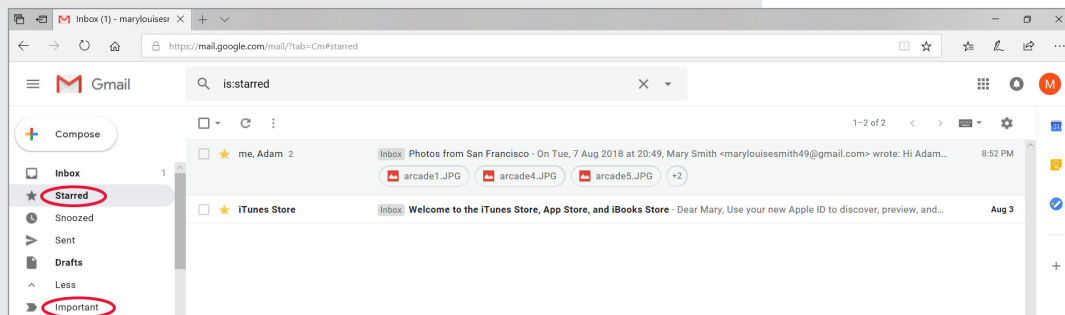 Inbox (1) - marylouisesr
https://mail.google.com/mail/?tab=Cm#starred
Gmail
is:starred
M
Compose
1–2 of 2
31
me, Adam 2 Inbox Photos from San Francisco - On Tue, 7 Aug 2018 at 20:49, Mary Smith <marylouisesmith49@gmail.com> wrote: Hi Adam... 8:52 PM
arcade1.JPG arcade4.JPG arcade5.JPG +2
iTunes Store Inbox Welcome to the iTunes Store, App Store, and iBooks Store - Dear Mary, Use your new Apple ID to discover, preview, and... Aug 3
Inbox 1
Starred
Snoozed
Sent
Drafts
Less
Important